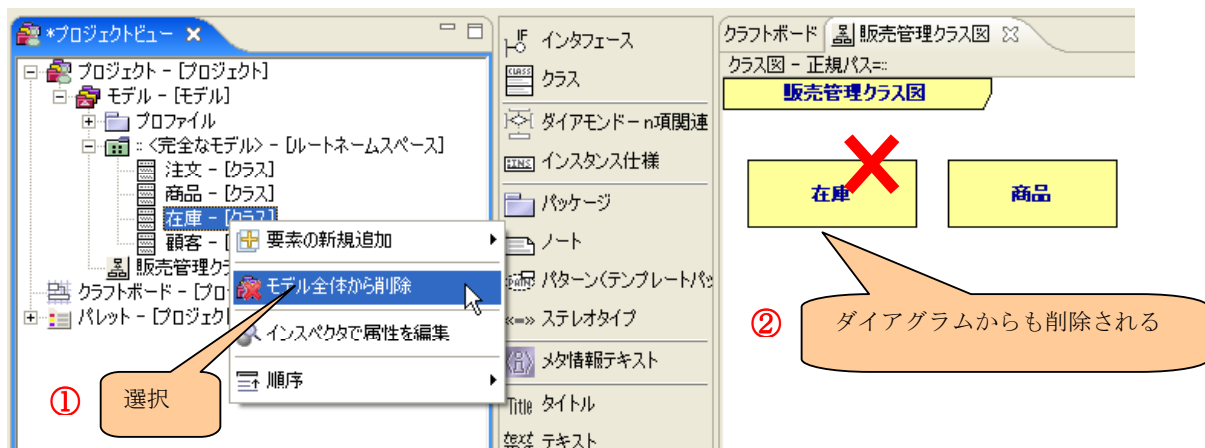 *プロジェクトビュー
プロジェクト - [プロジェクト]
モデル - [モデル]
プロファイル
:: <完全なモデル> - [ルートネームスペース]
注文 - [クラス]
商品 - [クラス]
在庫 - [クラス]
顧客 - [
販売管理ク
クラフトボード - [プロ
パレット - [プロジェク
要素の新規追加
モデル全体から削除
インスペクタで属性を編集
順序
① 選択
IF インタフェース
CLASS クラス
ダイアモンド - n項関連
INS インスタンス仕様
パッケージ
ノート
パターン(テンプレートパッ
«=» ステレオタイプ
{i} メタ情報テキスト
Title タイトル
text テキスト
クラフトボード 販売管理クラス図
クラス図 - 正規パス=::
販売管理クラス図
在庫 商品
② ダイアグラムからも削除される